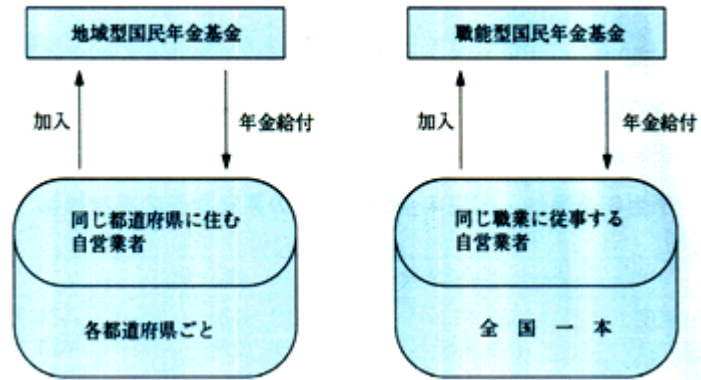 地域型国民年金基金
加入
年金給付
同じ都道府県に住む
自営業者
各都道府県ごと
職能型国民年金基金
加入
年金給付
同じ職業に従事する
自営業者
全国一本